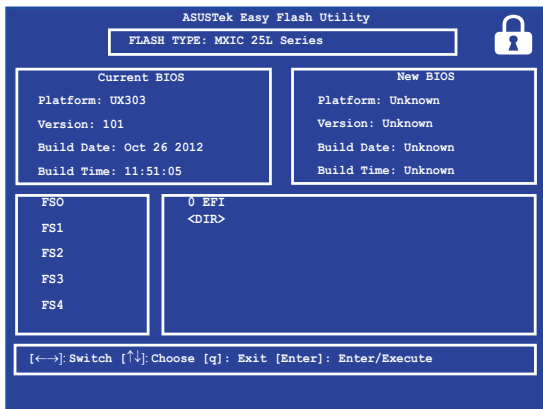 ASUSTek Easy Flash Utility
FLASH TYPE: MXIC 25L Series
Current BIOS
Platform: UX303
Version: 101
Build Date: Oct 26 2012
Build Time: 11:51:05
New BIOS
Platform: Unknown
Version: Unknown
Build Date: Unknown
Build Time: Unknown
FSO
FS1
FS2
FS3
FS4
0 EFI
<DIR>
[←→]: Switch [↑↓]: Choose [q]: Exit [Enter]: Enter/Execute